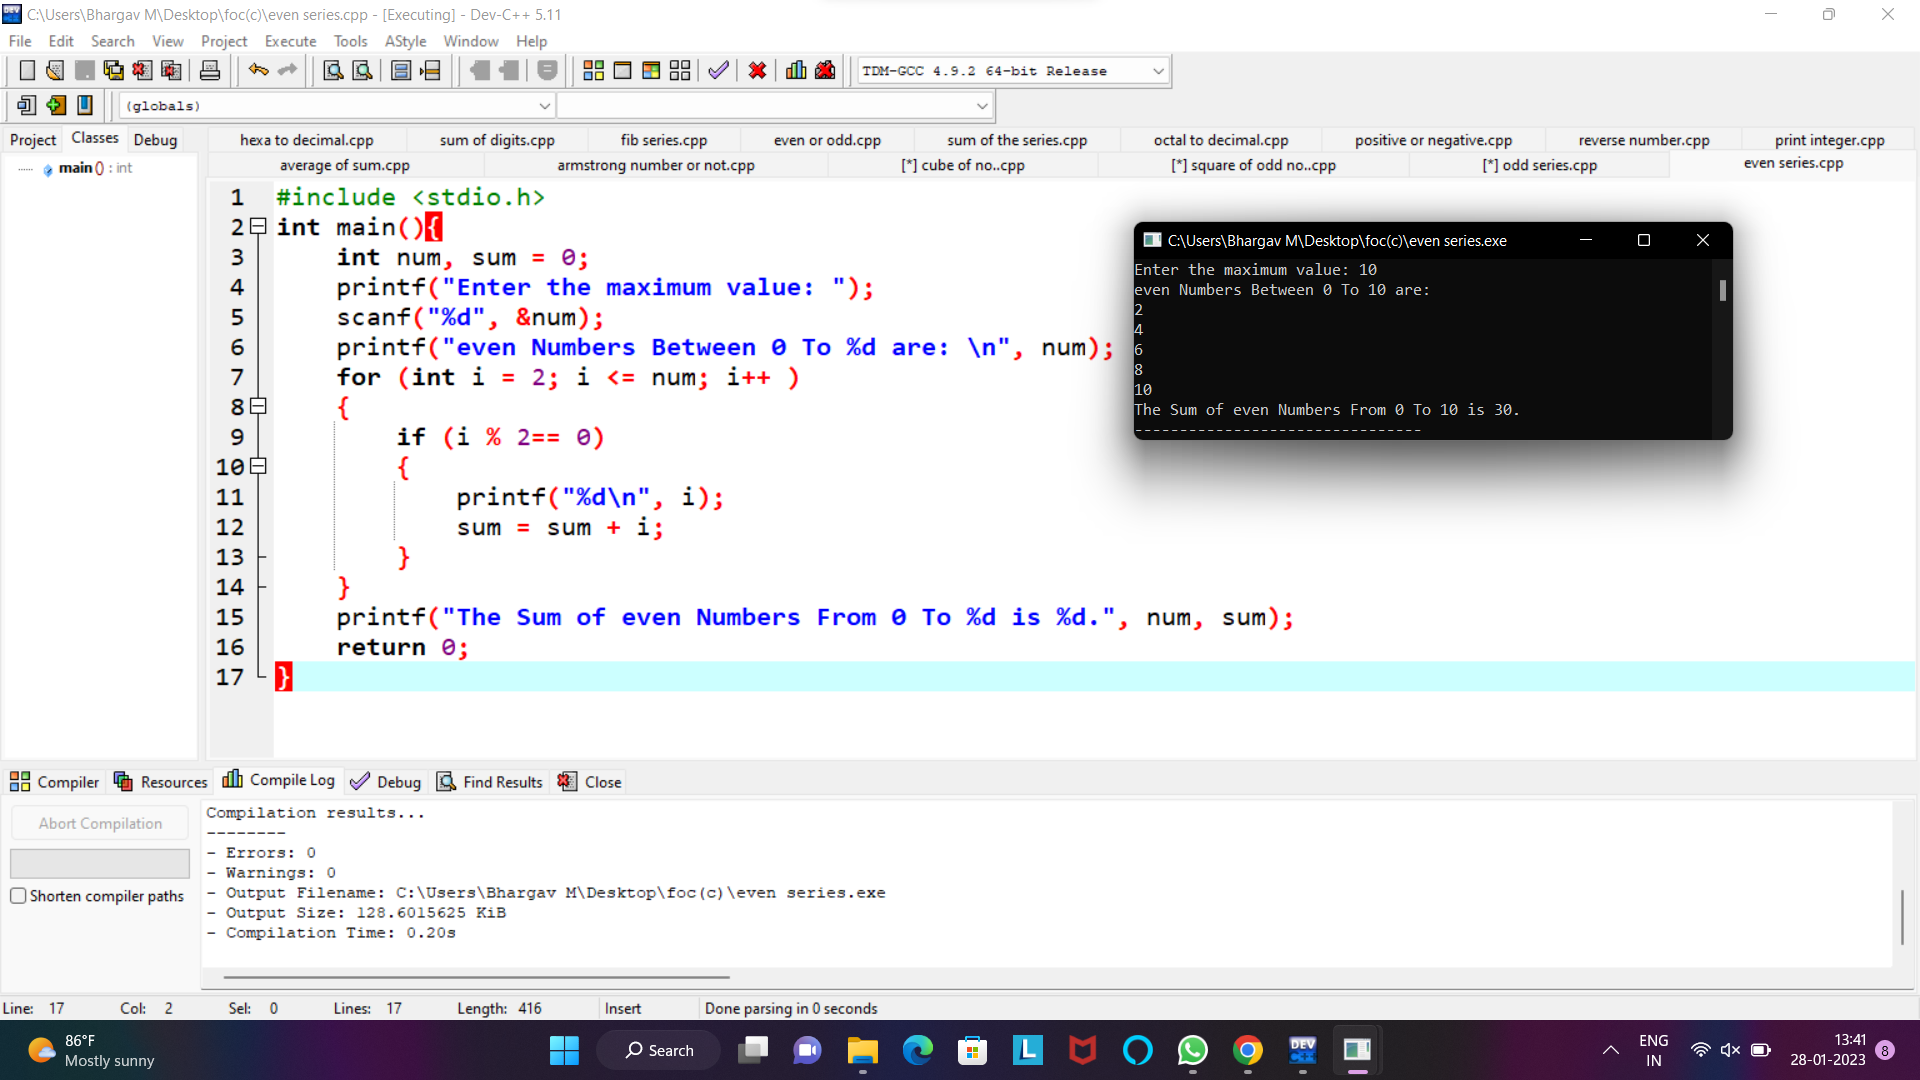 C:\Users\Bhargav M\Desktop\foc(c)\even series.cpp - [Executing] - Dev-C++ 5.11
File Edit Search View Project Execute Tools AStyle Window Help
TDM-GCC 4.9.2 64-bit Release
(globals)
Project Classes Debug
hexa to decimal.cpp sum of digits.cpp fib series.cpp even or odd.cpp sum of the series.cpp octal to decimal.cpp positive or negative.cpp reverse number.cpp print integer.cpp
average of sum.cpp armstrong number or not.cpp [*] cube of no..cpp [*] square of odd no..cpp [*] odd series.cpp even series.cpp
main () : int
1 #include <stdio.h>
2 int main(){
3 int num, sum = 0;
4 printf("Enter the maximum value: ");
5 scanf("%d", &num);
6 printf("even Numbers Between 0 To %d are: \n", num);
7 for (int i = 2; i <= num; i++ )
8 {
9 if (i % 2== 0)
10 {
11 printf("%d\n", i);
12 sum = sum + i;
13 }
14 }
15 printf("The Sum of even Numbers From 0 To %d is %d.", num, sum);
16 return 0;
17 }
C:\Users\Bhargav M\Desktop\foc(c)\even series.exe
Enter the maximum value: 10
even Numbers Between 0 To 10 are:
2
4
6
8
10
The Sum of even Numbers From 0 To 10 is 30.
--------------------------------
Compiler Resources Compile Log Debug Find Results Close
Abort Compilation
Shorten compiler paths
Compilation results...
--------
- Errors: 0
- Warnings: 0
- Output Filename: C:\Users\Bhargav M\Desktop\foc(c)\even series.exe
- Output Size: 128.6015625 KiB
- Compilation Time: 0.20s
Line: 17 Col: 2 Sel: 0 Lines: 17 Length: 416 Insert Done parsing in 0 seconds
86°F
Mostly sunny
Search
L
DEV
ENG
IN
13:41
28-01-2023
8